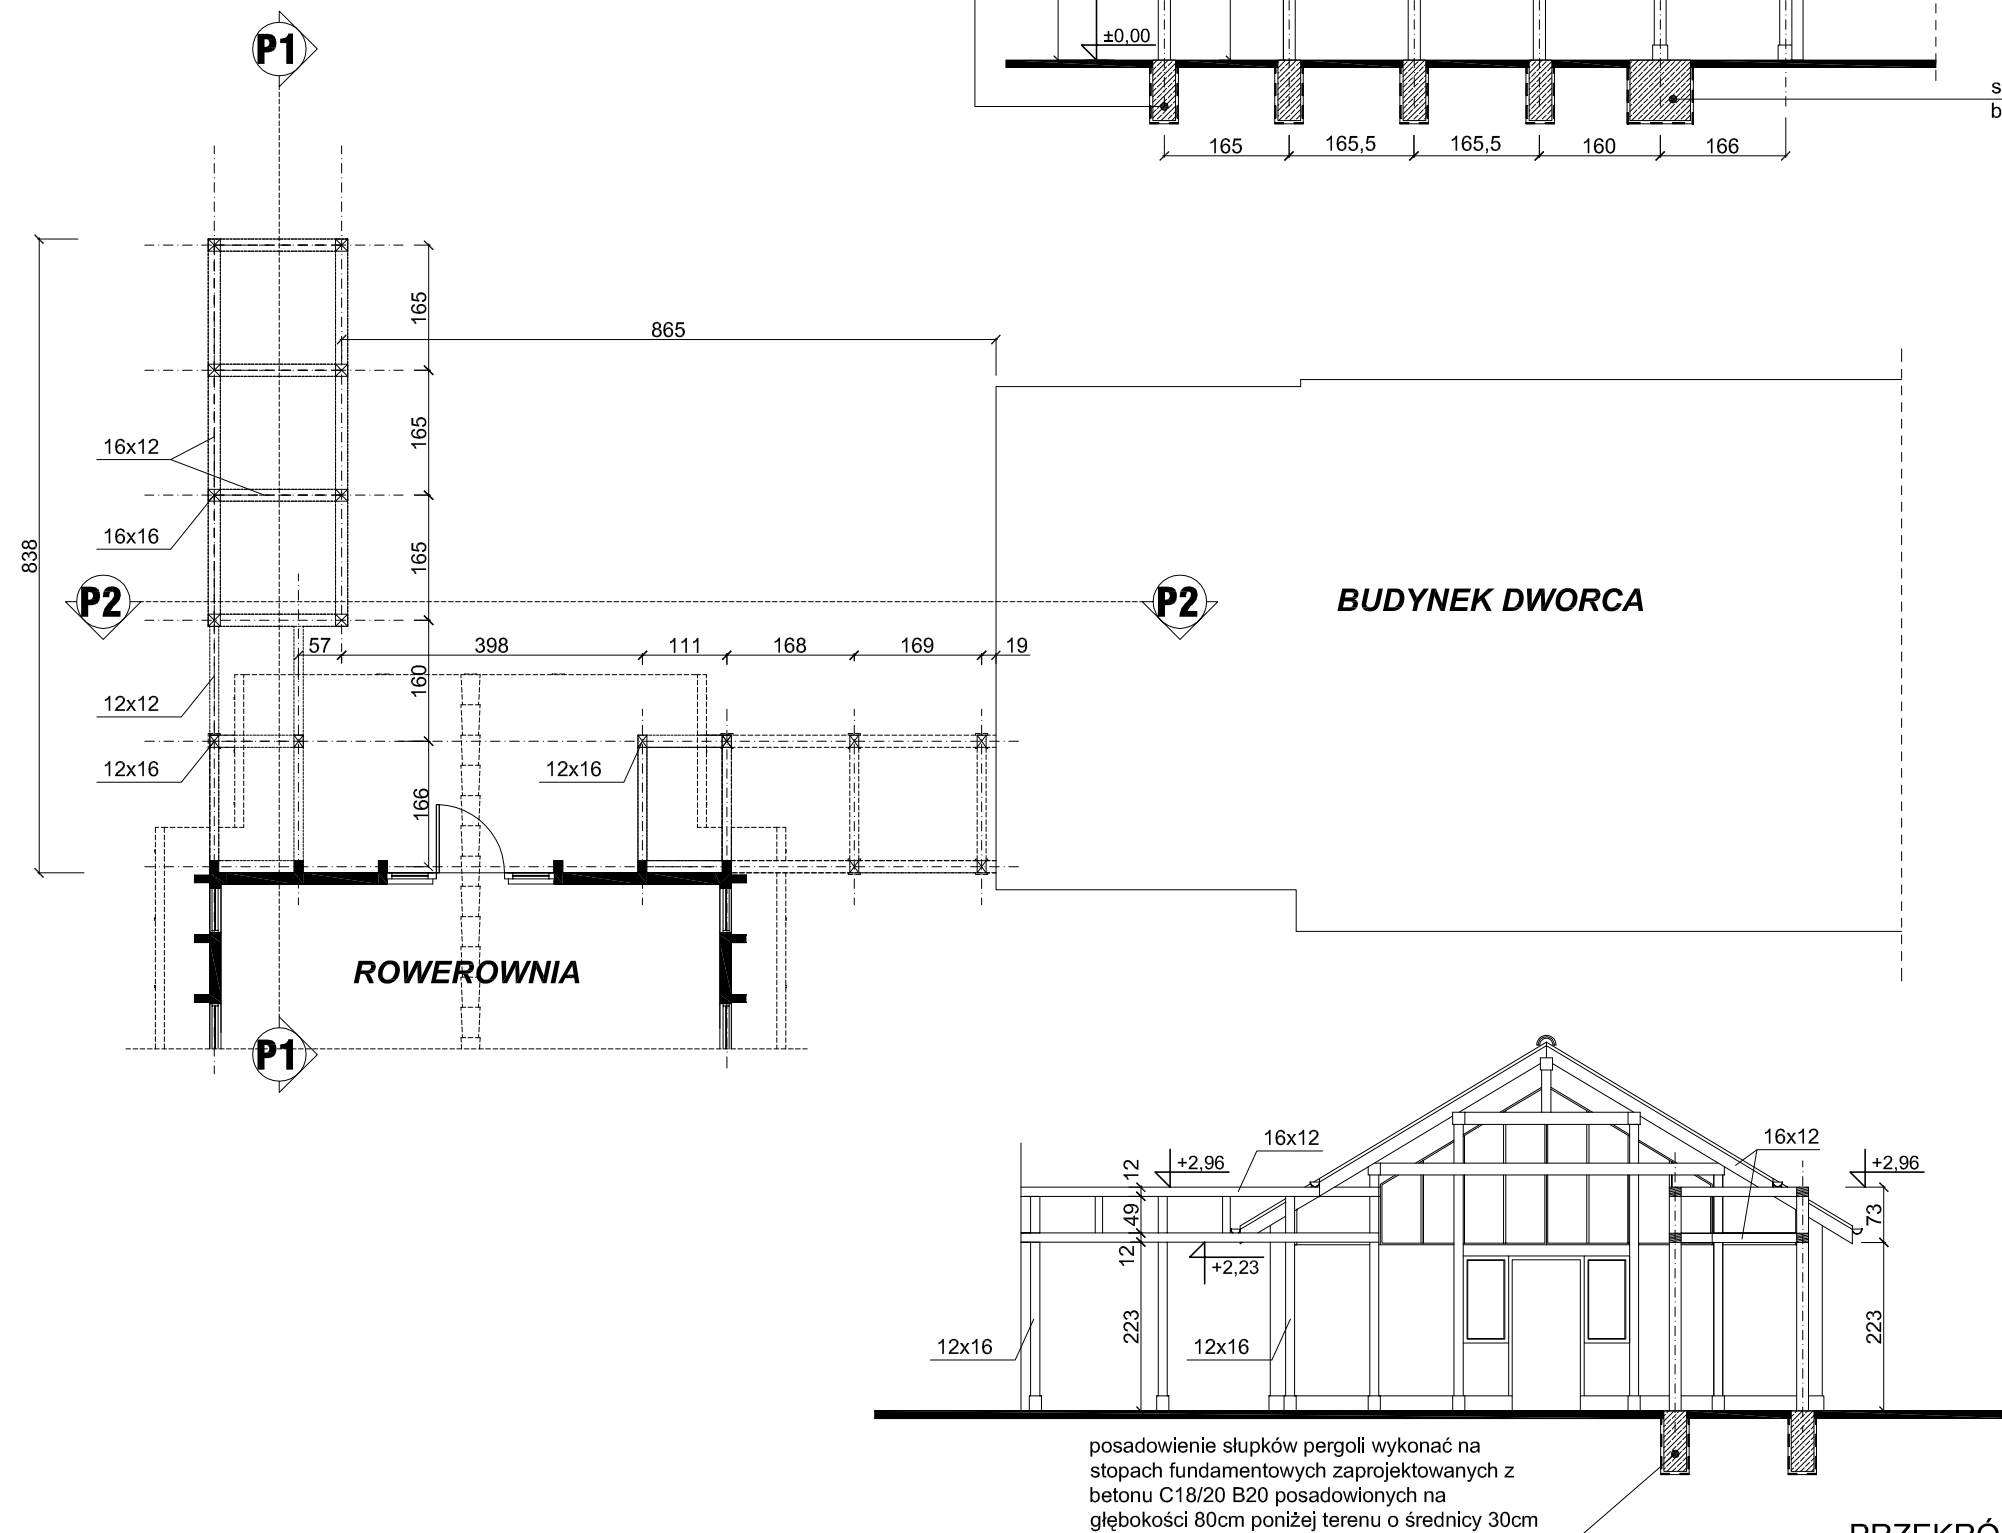 P1
±0,00
s
b
165
165,5
165,5
160
166
165
865
165
16x12
16x16
165
838
P2
P2
BUDYNEK DWORCA
57
398
111
168
169
19
160
12x12
12x16
12x16
166
ROWEROWNIA
P1
16x12
16x12
12
+2,96
+2,96
49
73
12
+2,23
223
223
12x16
12x16
posadowienie słupków pergoli wykonać na
stopach fundamentowych zaprojektowanych z
betonu C18/20 B20 posadowionych na
głębokości 80cm poniżej terenu o średnicy 30cm